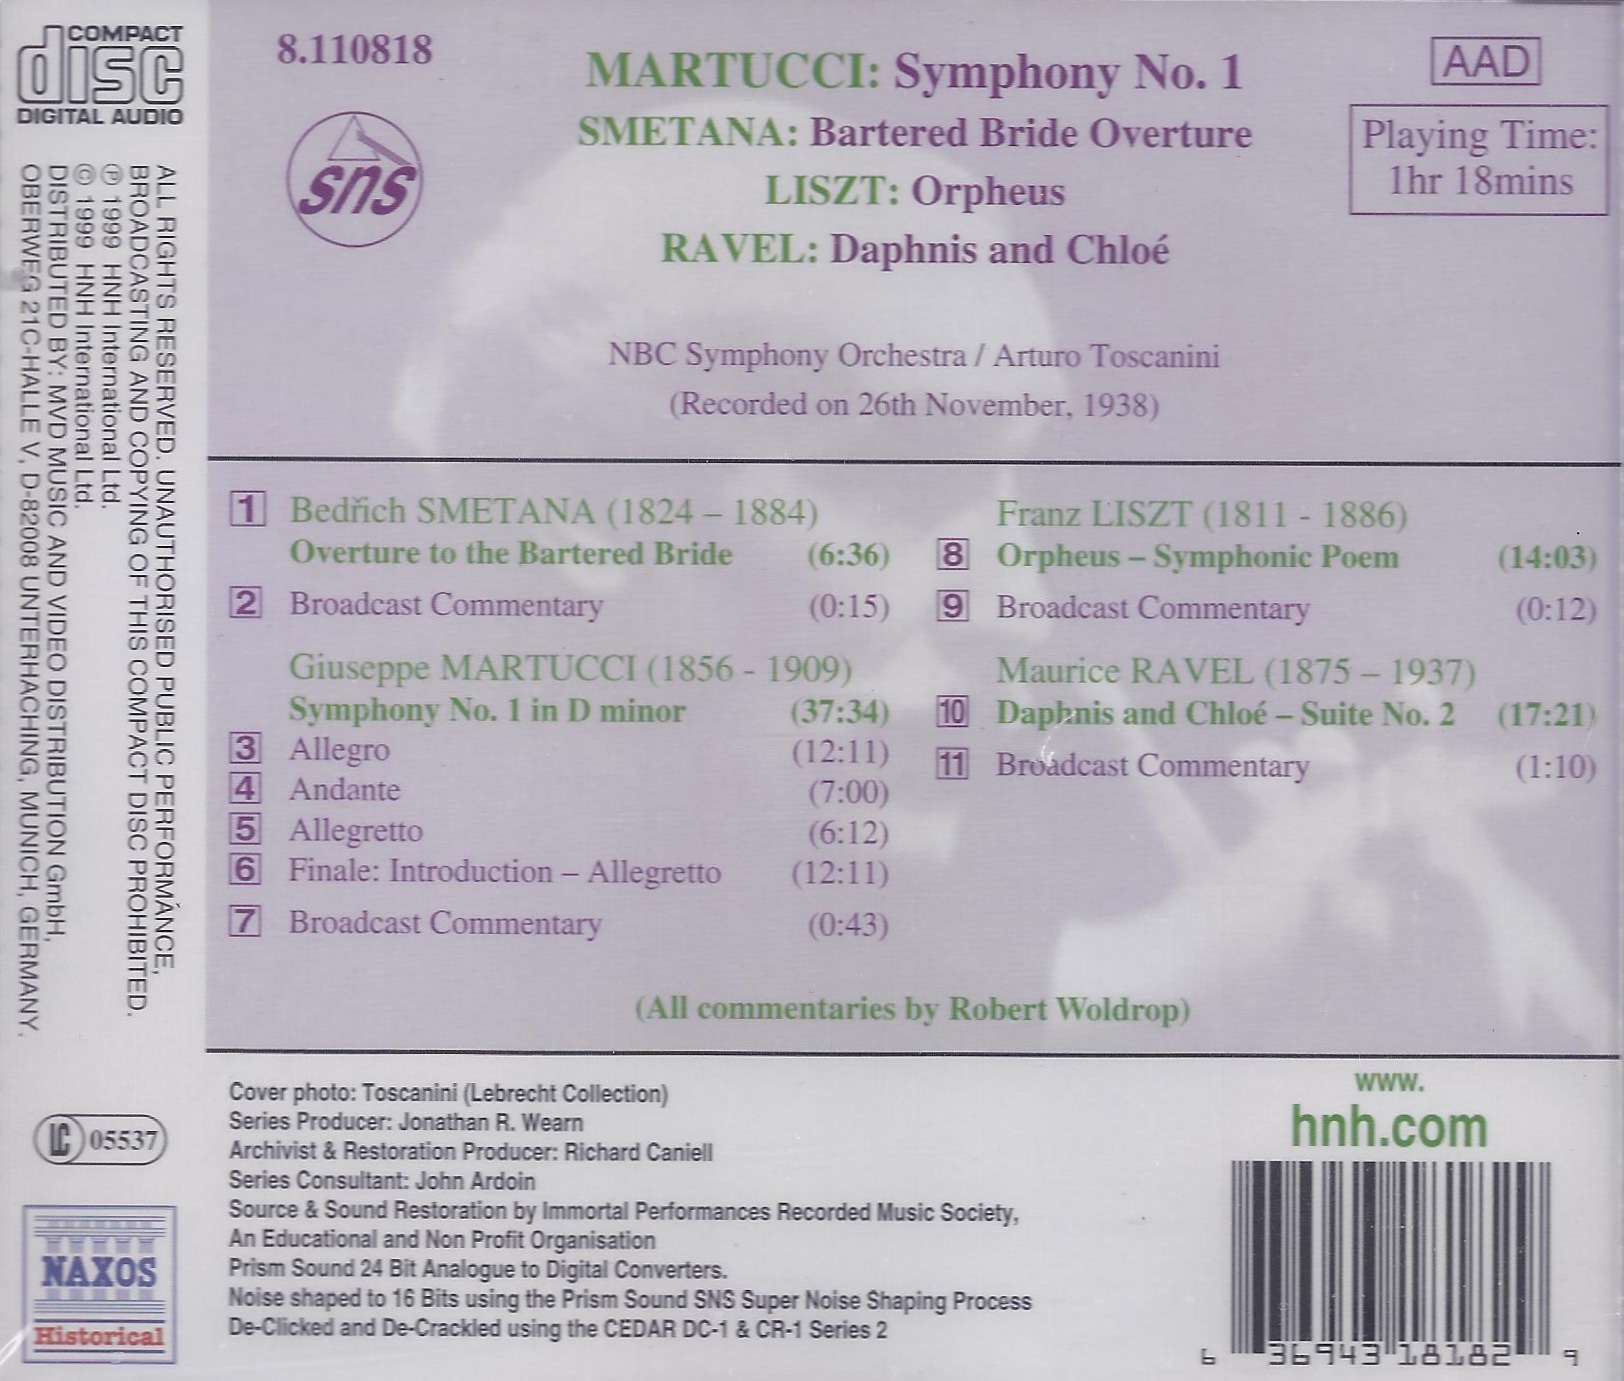 COMPACT
disc
DIGITAL AUDIO
ALL RIGHTS RESERVED. UNAUTHORISED PUBLIC PERFORMÁNCE,
BROADCASTING AND COPYING OF THIS COMPACT DISC PROHIBITED.
℗ 1999 HNH International Ltd.
© 1999 HNH International Ltd.
DISTRIBUTED BY: MVD MUSIC AND VIDEO DISTRIBUTION GmbH,
OBERWEG 21C-HALLE V, D-82008 UNTERHACHING, MUNICH, GERMANY.
LC 05537
NAXOS
Historical
8.110818
sns
MARTUCCI: Symphony No. 1
SMETANA: Bartered Bride Overture
LISZT: Orpheus
RAVEL: Daphnis and Chloé
AAD
Playing Time:
1hr 18mins
NBC Symphony Orchestra / Arturo Toscanini
(Recorded on 26th November, 1938)
1 Bedřich SMETANA (1824 – 1884)
Overture to the Bartered Bride (6:36)
2 Broadcast Commentary (0:15)
Giuseppe MARTUCCI (1856 - 1909)
Symphony No. 1 in D minor (37:34)
3 Allegro (12:11)
4 Andante (7:00)
5 Allegretto (6:12)
6 Finale: Introduction – Allegretto (12:11)
7 Broadcast Commentary (0:43)
Franz LISZT (1811 - 1886)
8 Orpheus – Symphonic Poem (14:03)
9 Broadcast Commentary (0:12)
Maurice RAVEL (1875 – 1937)
10 Daphnis and Chloé – Suite No. 2 (17:21)
11 Broadcast Commentary (1:10)
(All commentaries by Robert Woldrop)
Cover photo: Toscanini (Lebrecht Collection)
Series Producer: Jonathan R. Wearn
Archivist & Restoration Producer: Richard Caniell
Series Consultant: John Ardoin
Source & Sound Restoration by Immortal Performances Recorded Music Society,
An Educational and Non Profit Organisation
Prism Sound 24 Bit Analogue to Digital Converters.
Noise shaped to 16 Bits using the Prism Sound SNS Super Noise Shaping Process
De-Clicked and De-Crackled using the CEDAR DC-1 & CR-1 Series 2
www.
hnh.com
6 36943 18182 9